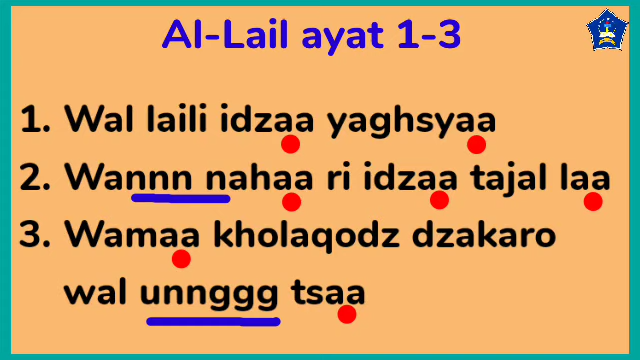 Al-Lail ayat 1-3
1. Wal laili idzaa yaghsyaa
2. Wannn nahaa ri idzaa tajal laa
3. Wamaa kholaqodz dzakaro
wal unnggg tsaa